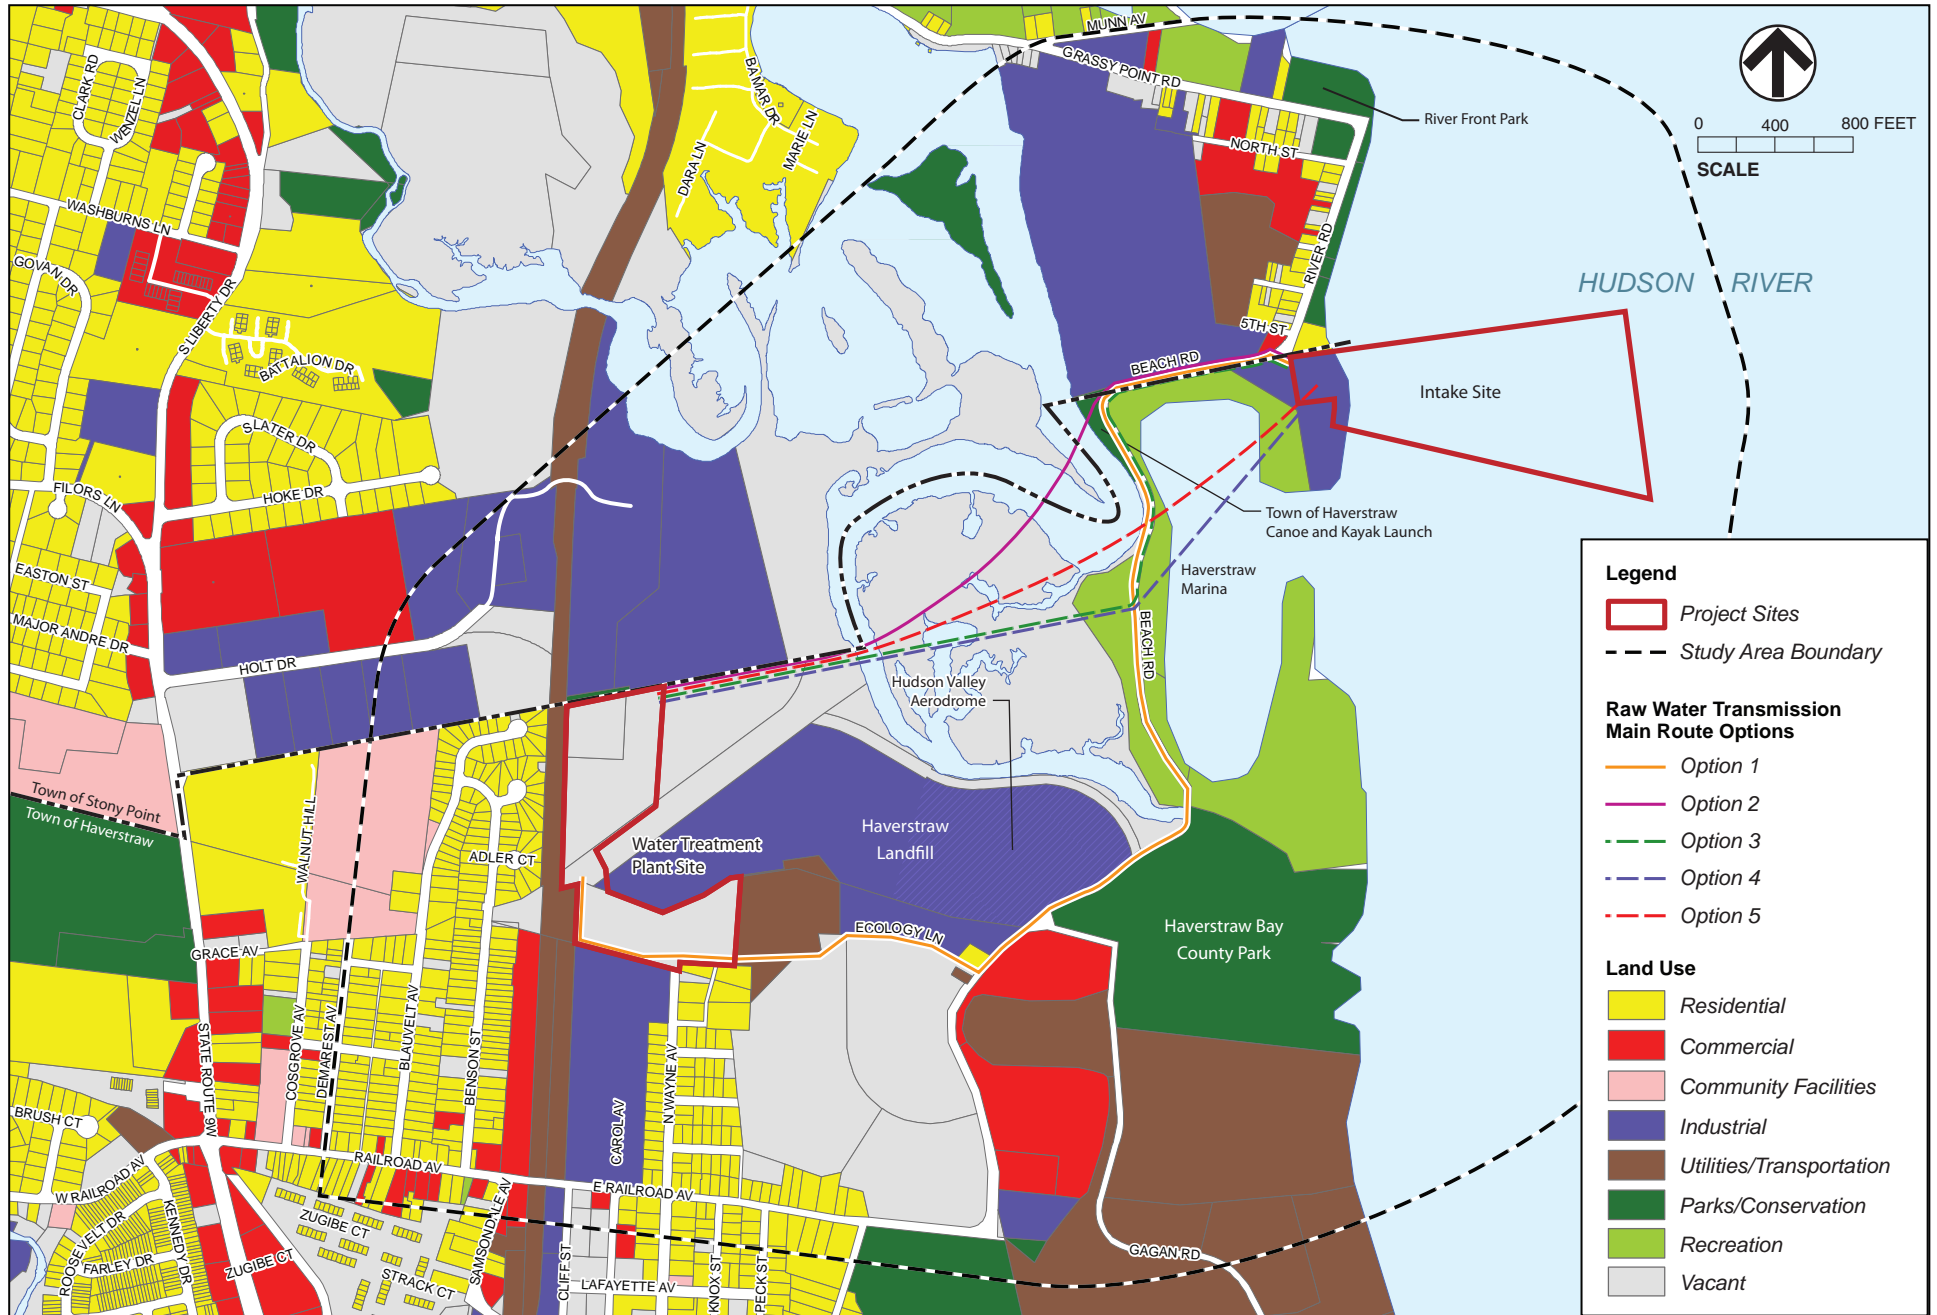 MUNN AV
GRASSY POINT RD
River Front Park
0 400 800 FEET
SCALE
CLARK RD
WENZEL LN
BA MAR DR
MARIE LN
DARA LN
NORTH ST
RIVER RD
WASHBURNS LN
GOVAN DR
S LIBERTY DR
HUDSON RIVER
5TH ST
BATTALION DR
BEACH RD
Intake Site
SLATER DR
HOKE DR
FILORS LN
Town of Haverstraw
Canoe and Kayak Launch
Haverstraw
Marina
EASTON ST
MAJOR ANDRE DR
HOLT DR
BEACH RD
Hudson Valley
Aerodrome
Town of Stony Point
Town of Haverstraw
WALNUT HILL
ADLER CT
Water Treatment
Plant Site
Haverstraw
Landfill
ECOLOGY LN
Haverstraw Bay
County Park
GRACE AV
STATE ROUTE 9W
COSGROVE AV
DEMAREST AV
BLAUVELT AV
BENSON ST
CAROL AV
N WAYNE AV
BRUSH CT
W RAILROAD AV
RAILROAD AV
E RAILROAD AV
ROOSEVELT DR
FARLEY DR
KENNEDY DR
ZUGIBE CT
ZUGIBE CT
STRACK CT
SAMSONDALE AV
CLIFF ST
LAFAYETTE AV
KNOX ST
PECK ST
GAGAN RD
Legend
Project Sites
Study Area Boundary
Raw Water Transmission
Main Route Options
Option 1
Option 2
Option 3
Option 4
Option 5
Land Use
Residential
Commercial
Community Facilities
Industrial
Utilities/Transportation
Parks/Conservation
Recreation
Vacant